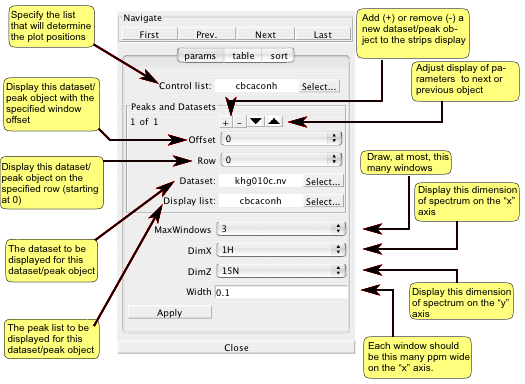 Specify the list
that will determine
the plot positions
Display this dataset/
peak object with the
specified window
offset
Display this dataset/
peak object on the
specified row (starting
at 0)
The dataset to be
displayed for this
dataset/peak object
The peak list to be
displayed for this
dataset/peak object
Navigate
First Prev. Next Last
params table sort
Control list: cbcaconh Select...
Peaks and Datasets
1 of 1 + -
Offset 0
Row 0
Dataset: khg010c.nv Select...
Display list: cbcaconh Select...
MaxWindows 3
DimX 1H
DimZ 15N
Width 0.1
Apply
Close
Add (+) or remove (-) a
new dataset/peak ob-
ject to the strips display
Adjust display of pa-
rameters to next or
previous object
Draw, at most, this
many windows
Display this dimension
of spectrum on the "x"
axis
Display this dimension
of spectrum on the "y"
axis
Each window should
be this many ppm wide
on the "x" axis.